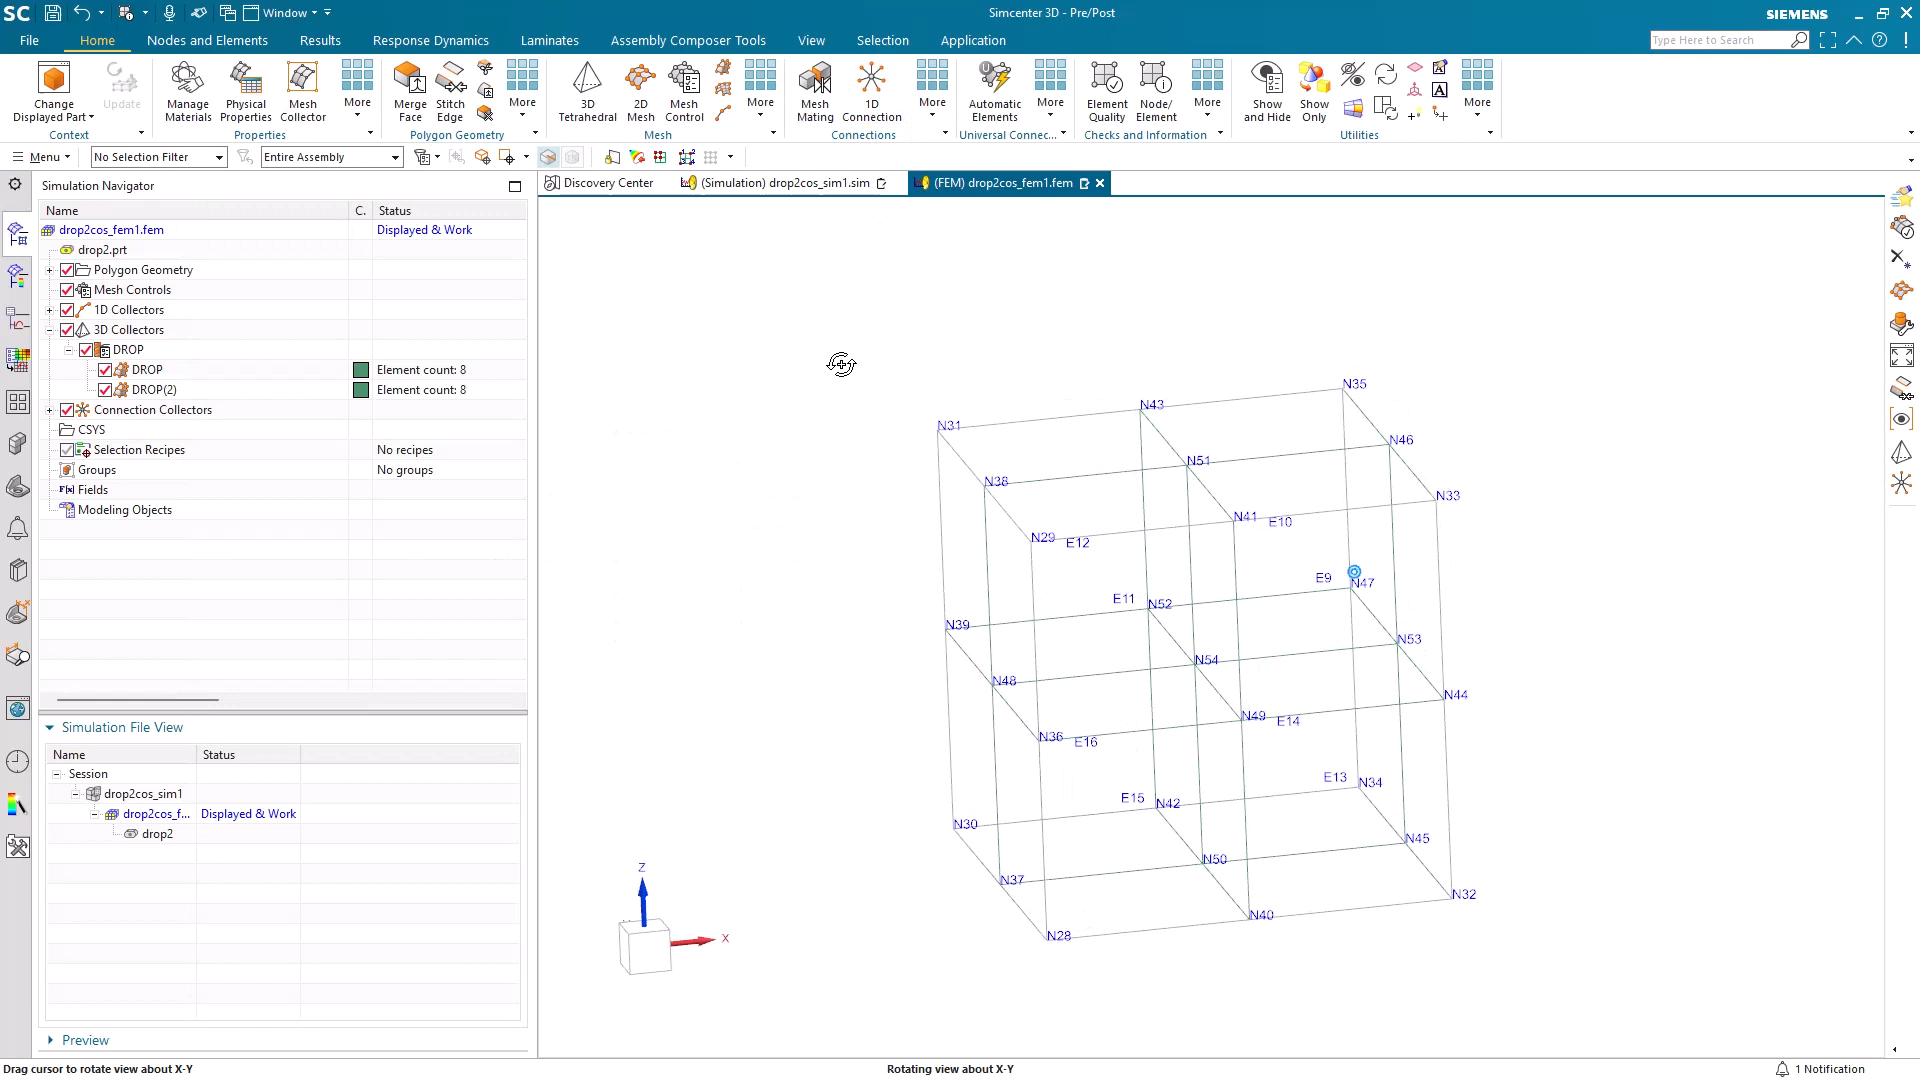 SC Window Simcenter 3D - Pre/Post SIEMENS
File Home Nodes and Elements Results Response Dynamics Laminates Assembly Composer Tools View Selection Application Type Here to Search
Change Displayed Part
Update
Context
Manage Materials
Physical Properties
Mesh Collector
More
Properties
Merge Face
Stitch Edge
More
Polygon Geometry
3D Tetrahedral
2D Mesh
Mesh Control
More
Mesh
Mesh Mating
1D Connection
More
Connections
Automatic Elements
More
Universal Connec...
Element Quality
Node/ Element
More
Checks and Information
Show and Hide
Show Only
More
Utilities
Menu No Selection Filter Entire Assembly
Simulation Navigator
Discovery Center (Simulation) drop2cos_sim1.sim (FEM) drop2cos_fem1.fem
Name C. Status
drop2cos_fem1.fem Displayed & Work
drop2.prt
Polygon Geometry
Mesh Controls
1D Collectors
3D Collectors
DROP
DROP Element count: 8
DROP(2) Element count: 8
Connection Collectors
CSYS
Selection Recipes No recipes
Groups No groups
Fields
Modeling Objects
Simulation File View
Name Status
Session
drop2cos_sim1
drop2cos_f... Displayed & Work
drop2
Preview
N35
N43
N31
N46
N51
N38
N33
N41 E10
N29 E12
E9 N47
E11 N52
N39
N53
N54
N48
N44
N49 E14
N36 E16
E13 N34
E15 N42
N30
N45
N50
N37
N32
N40
N28
Z
X
Drag cursor to rotate view about X-Y Rotating view about X-Y 1 Notification